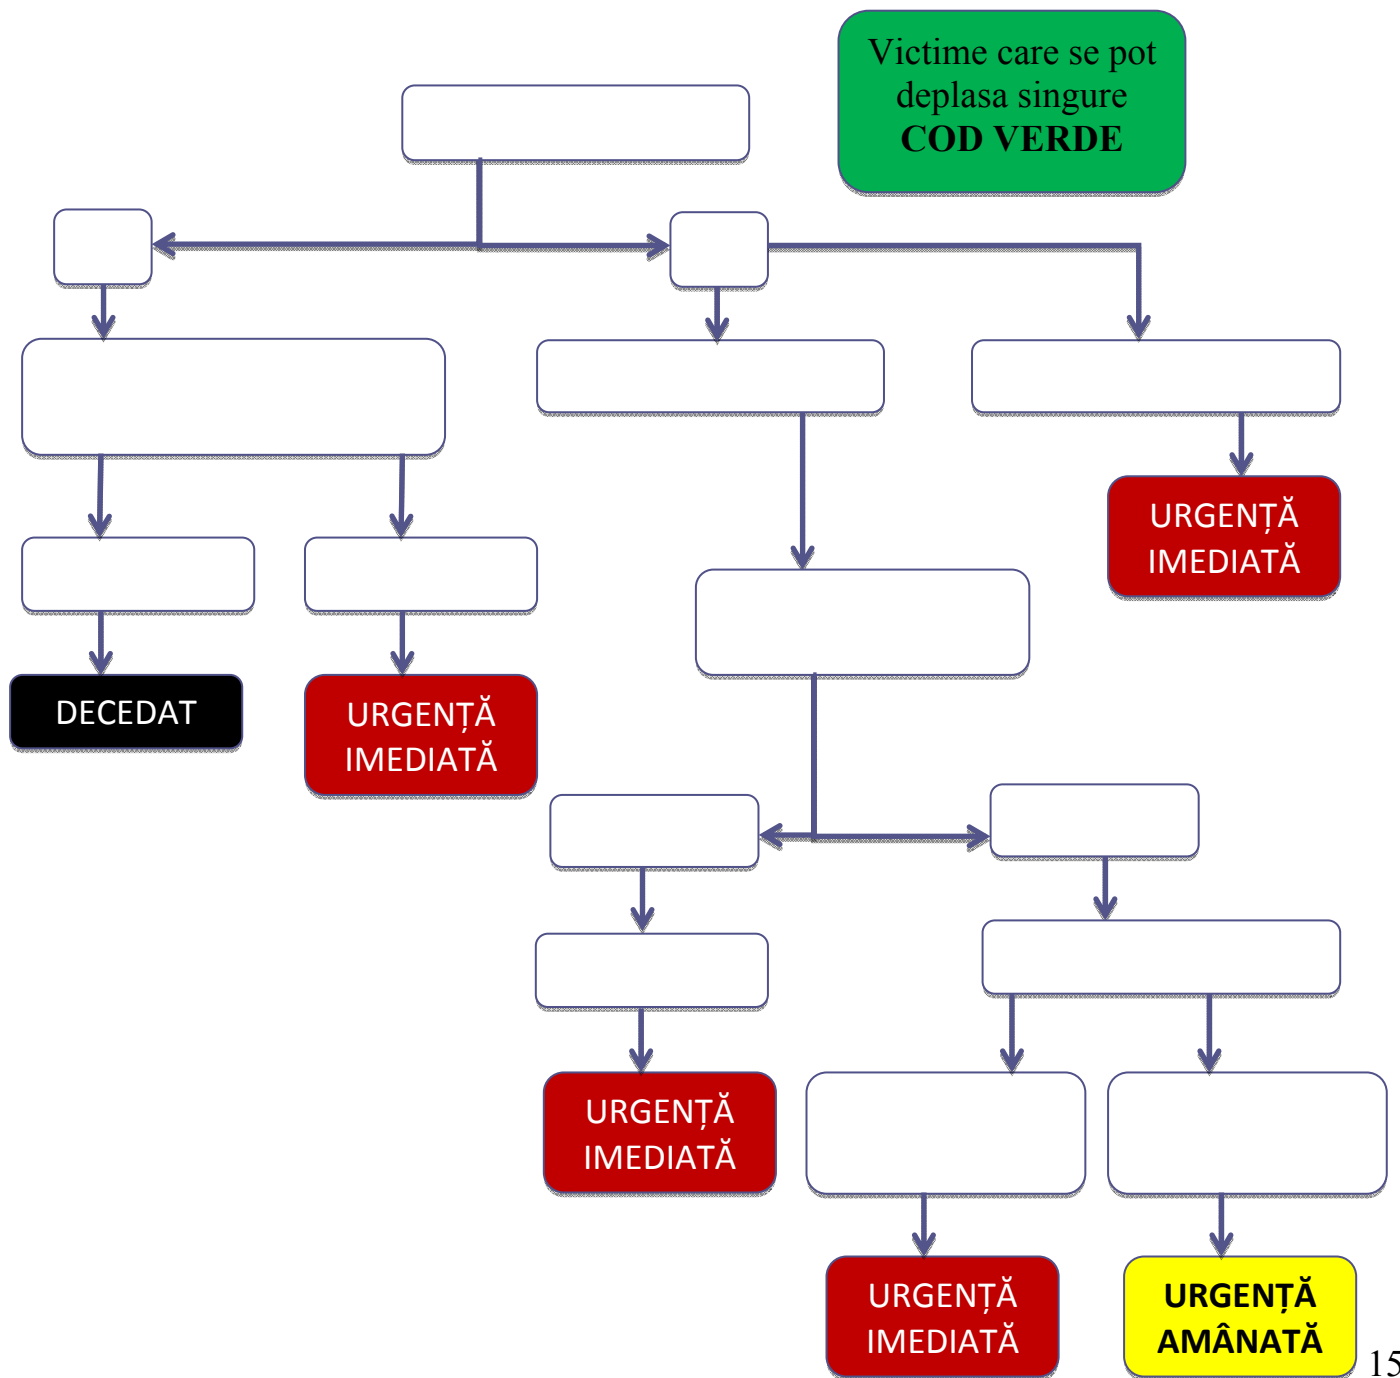 Victime care se pot
deplasa singure
COD VERDE
URGENȚĂ
IMEDIATĂ
DECEDAT
URGENȚĂ
IMEDIATĂ
URGENȚĂ
IMEDIATĂ
URGENȚĂ
IMEDIATĂ
URGENȚĂ
AMÂNATĂ
15